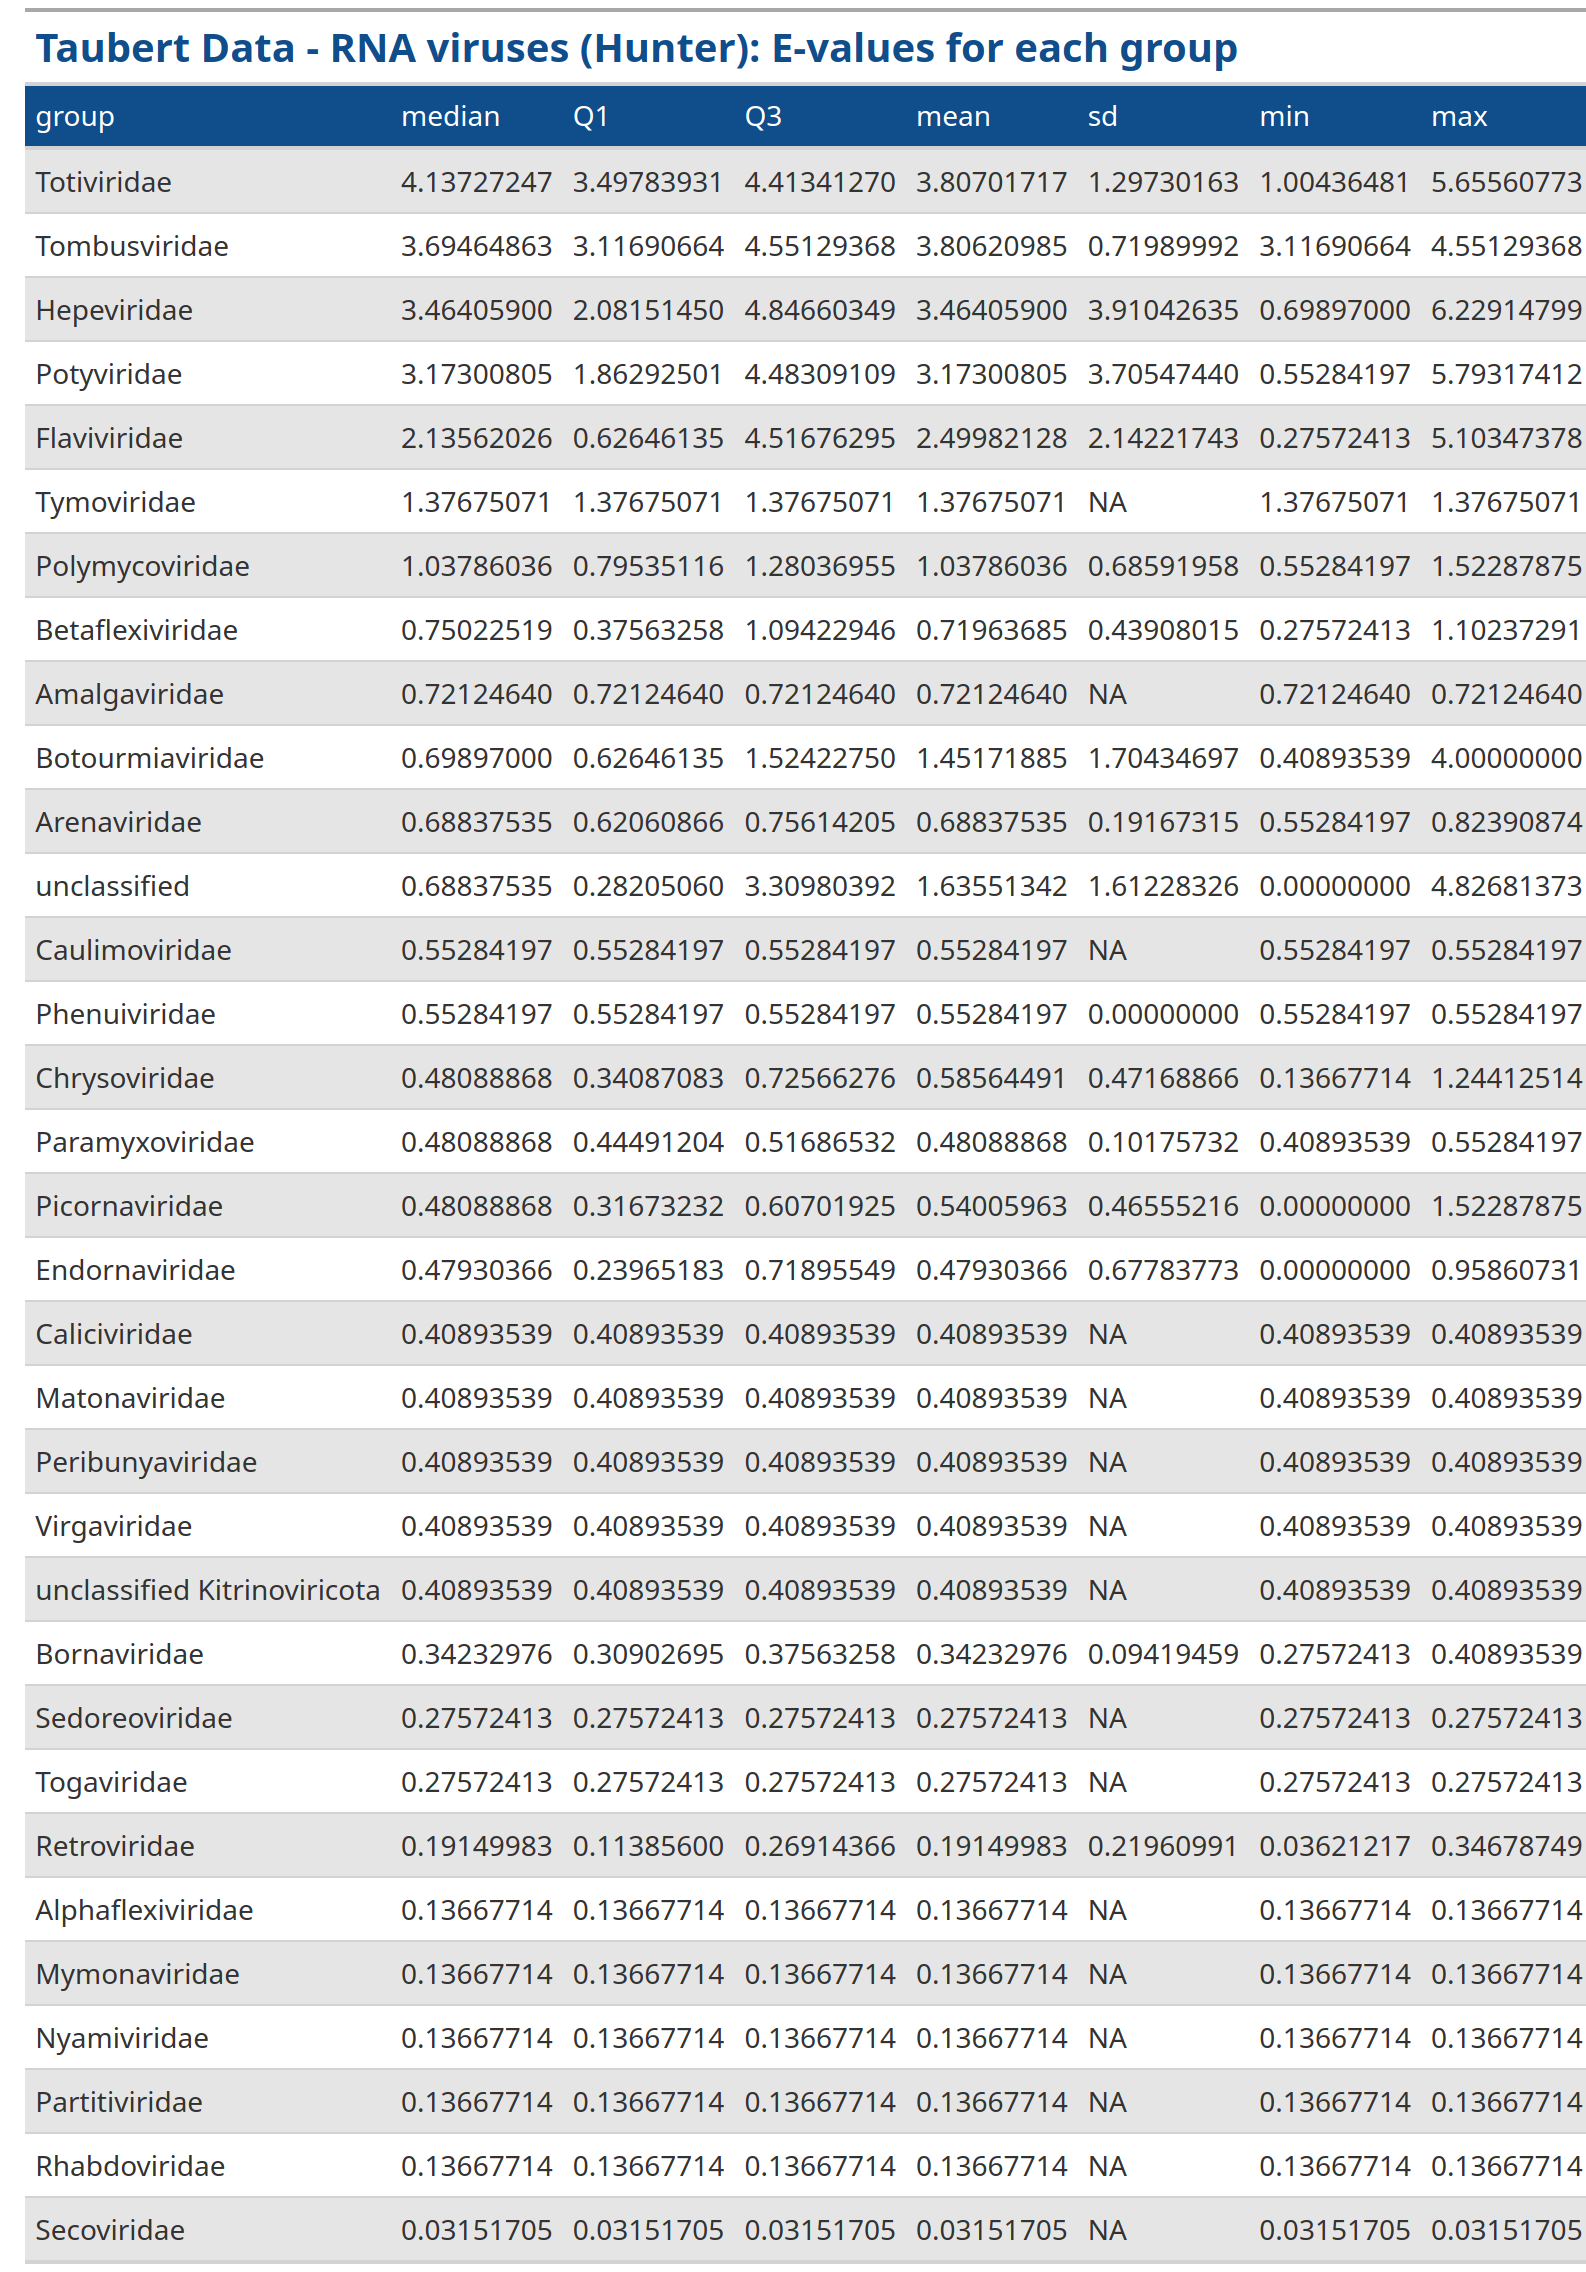 Taubert Data - RNA viruses (Hunter): E-values for each group
group median Q1 Q3 mean sd min max
Totiviridae 4.13727247 3.49783931 4.41341270 3.80701717 1.29730163 1.00436481 5.65560773
Tombusviridae 3.69464863 3.11690664 4.55129368 3.80620985 0.71989992 3.11690664 4.55129368
Hepeviridae 3.46405900 2.08151450 4.84660349 3.46405900 3.91042635 0.69897000 6.22914799
Potyviridae 3.17300805 1.86292501 4.48309109 3.17300805 3.70547440 0.55284197 5.79317412
Flaviviridae 2.13562026 0.62646135 4.51676295 2.49982128 2.14221743 0.27572413 5.10347378
Tymoviridae 1.37675071 1.37675071 1.37675071 1.37675071 NA 1.37675071 1.37675071
Polymycoviridae 1.03786036 0.79535116 1.28036955 1.03786036 0.68591958 0.55284197 1.52287875
Betaflexiviridae 0.75022519 0.37563258 1.09422946 0.71963685 0.43908015 0.27572413 1.10237291
Amalgaviridae 0.72124640 0.72124640 0.72124640 0.72124640 NA 0.72124640 0.72124640
Botourmiaviridae 0.69897000 0.62646135 1.52422750 1.45171885 1.70434697 0.40893539 4.00000000
Arenaviridae 0.68837535 0.62060866 0.75614205 0.68837535 0.19167315 0.55284197 0.82390874
unclassified 0.68837535 0.28205060 3.30980392 1.63551342 1.61228326 0.00000000 4.82681373
Caulimoviridae 0.55284197 0.55284197 0.55284197 0.55284197 NA 0.55284197 0.55284197
Phenuiviridae 0.55284197 0.55284197 0.55284197 0.55284197 0.00000000 0.55284197 0.55284197
Chrysoviridae 0.48088868 0.34087083 0.72566276 0.58564491 0.47168866 0.13667714 1.24412514
Paramyxoviridae 0.48088868 0.44491204 0.51686532 0.48088868 0.10175732 0.40893539 0.55284197
Picornaviridae 0.48088868 0.31673232 0.60701925 0.54005963 0.46555216 0.00000000 1.52287875
Endornaviridae 0.47930366 0.23965183 0.71895549 0.47930366 0.67783773 0.00000000 0.95860731
Caliciviridae 0.40893539 0.40893539 0.40893539 0.40893539 NA 0.40893539 0.40893539
Matonaviridae 0.40893539 0.40893539 0.40893539 0.40893539 NA 0.40893539 0.40893539
Peribunyaviridae 0.40893539 0.40893539 0.40893539 0.40893539 NA 0.40893539 0.40893539
Virgaviridae 0.40893539 0.40893539 0.40893539 0.40893539 NA 0.40893539 0.40893539
unclassified Kitrinoviricota 0.40893539 0.40893539 0.40893539 0.40893539 NA 0.40893539 0.40893539
Bornaviridae 0.34232976 0.30902695 0.37563258 0.34232976 0.09419459 0.27572413 0.40893539
Sedoreoviridae 0.27572413 0.27572413 0.27572413 0.27572413 NA 0.27572413 0.27572413
Togaviridae 0.27572413 0.27572413 0.27572413 0.27572413 NA 0.27572413 0.27572413
Retroviridae 0.19149983 0.11385600 0.26914366 0.19149983 0.21960991 0.03621217 0.34678749
Alphaflexiviridae 0.13667714 0.13667714 0.13667714 0.13667714 NA 0.13667714 0.13667714
Mymonaviridae 0.13667714 0.13667714 0.13667714 0.13667714 NA 0.13667714 0.13667714
Nyamiviridae 0.13667714 0.13667714 0.13667714 0.13667714 NA 0.13667714 0.13667714
Partitiviridae 0.13667714 0.13667714 0.13667714 0.13667714 NA 0.13667714 0.13667714
Rhabdoviridae 0.13667714 0.13667714 0.13667714 0.13667714 NA 0.13667714 0.13667714
Secoviridae 0.03151705 0.03151705 0.03151705 0.03151705 NA 0.03151705 0.03151705